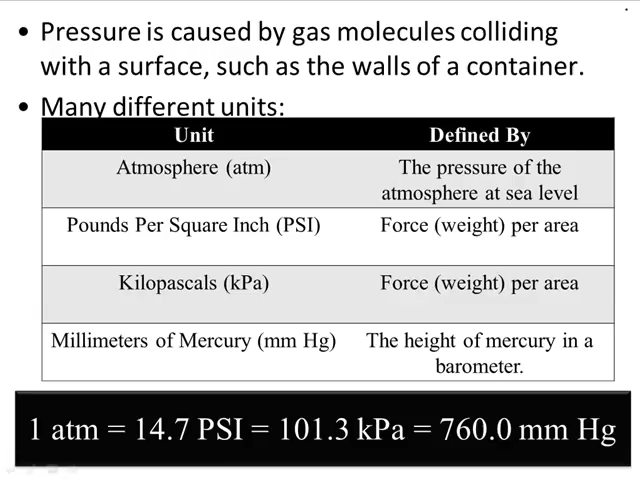 • Pressure is caused by gas molecules colliding
with a surface, such as the walls of a container.
• Many different units:
Unit Defined By
Atmosphere (atm) The pressure of the
atmosphere at sea level
Pounds Per Square Inch (PSI) Force (weight) per area
Kilopascals (kPa) Force (weight) per area
Millimeters of Mercury (mm Hg) The height of mercury in a
barometer.
1 atm = 14.7 PSI = 101.3 kPa = 760.0 mm Hg